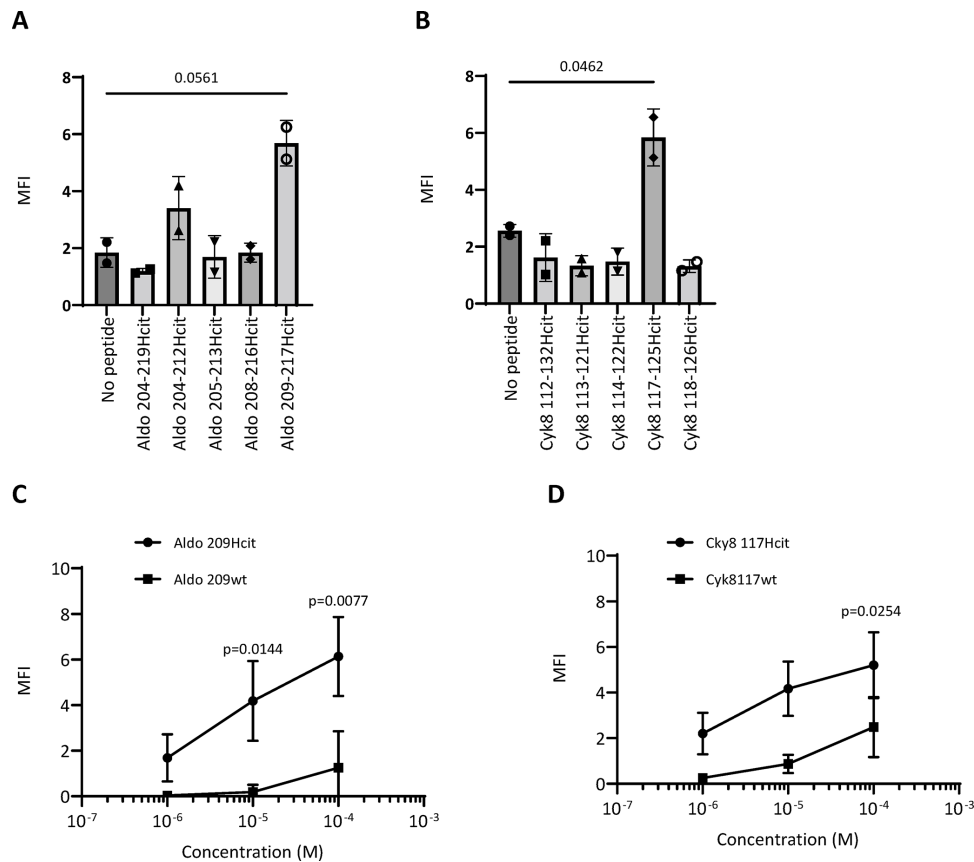 A
0.0561
8
6
4
2
0
MFI
No peptide
Aldo 204-219Hcit
Aldo 204-212Hcit
Aldo 205-213Hcit
Aldo 208-216Hcit
Aldo 209-217Hcit
B
0.0462
8
6
4
2
0
MFI
No peptide
Cyk8 112-132Hcit
Cyk8 113-121Hcit
Cyk8 114-122Hcit
Cyk8 117-125Hcit
Cyk8 118-126Hcit
C
Aldo 209Hcit
Aldo 209wt
10
8
6
4
2
0
MFI
p=0.0144
p=0.0077
10⁻⁷
10⁻⁶
10⁻⁵
10⁻⁴
10⁻³
Concentration (M)
D
Cky8 117Hcit
Cyk8117wt
10
8
6
4
2
0
MFI
p=0.0254
10⁻⁷
10⁻⁶
10⁻⁵
10⁻⁴
10⁻³
Concentration (M)